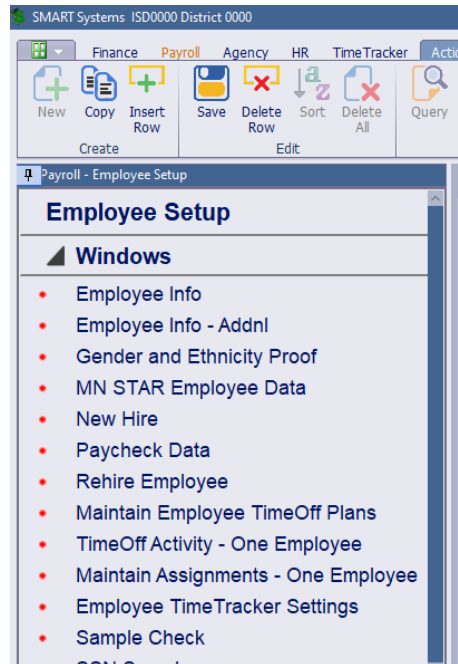 SMART Systems ISD0000 District 0000
Finance Payroll Agency HR TimeTracker
New Copy Insert Row Save Delete Row Sort Delete All Query
Create Edit
Payroll - Employee Setup
Employee Setup
Windows
Employee Info
Employee Info - Addnl
Gender and Ethnicity Proof
MN STAR Employee Data
New Hire
Paycheck Data
Rehire Employee
Maintain Employee TimeOff Plans
TimeOff Activity - One Employee
Maintain Assignments - One Employee
Employee TimeTracker Settings
Sample Check